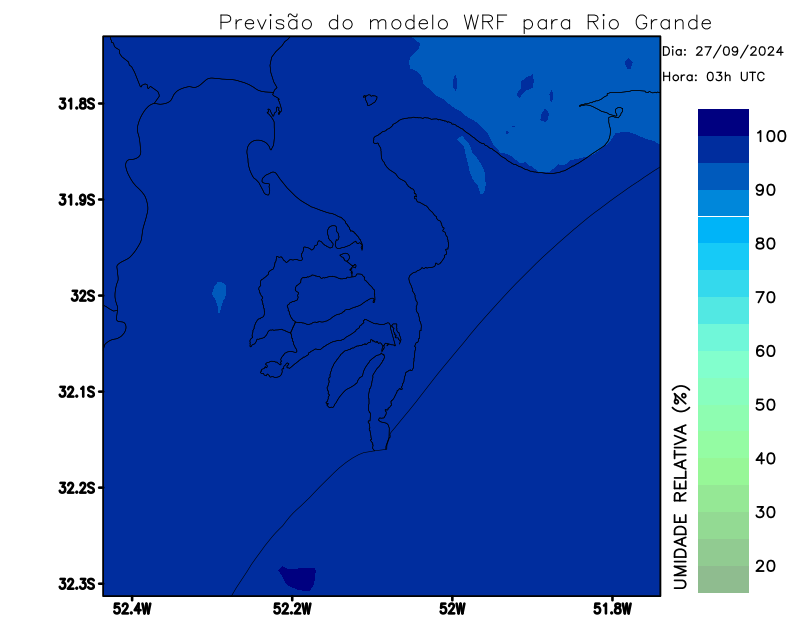 Previsão do modelo WRF para Rio Grande
Dia: 27/09/2024
Hora: 03h UTC
31.8S
31.9S
32S
32.1S
32.2S
32.3S
52.4W
52.2W
52W
51.8W
UMIDADE RELATIVA (%)
100
90
80
70
60
50
40
30
20